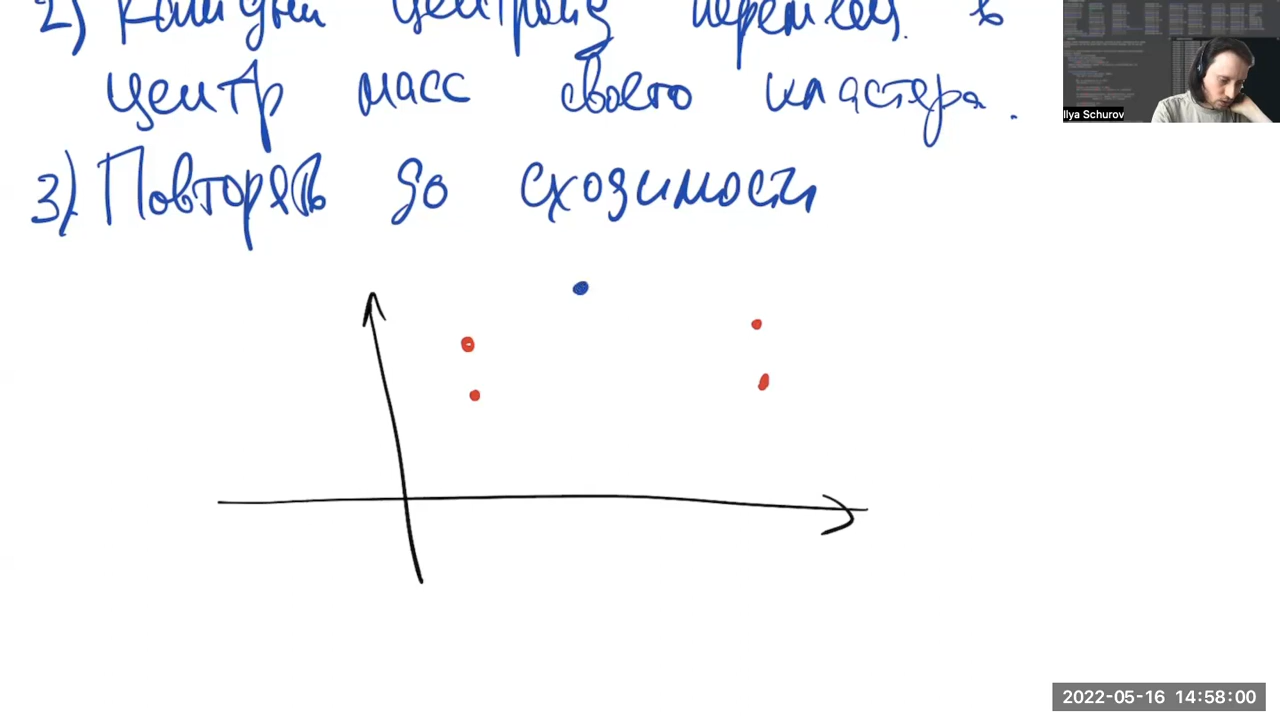 2) Каждый центроид перемещ. в
центр масс своего кластера.
3) Повторять до сходимости
Ilya Schurov
2022-05-16 14:58:00